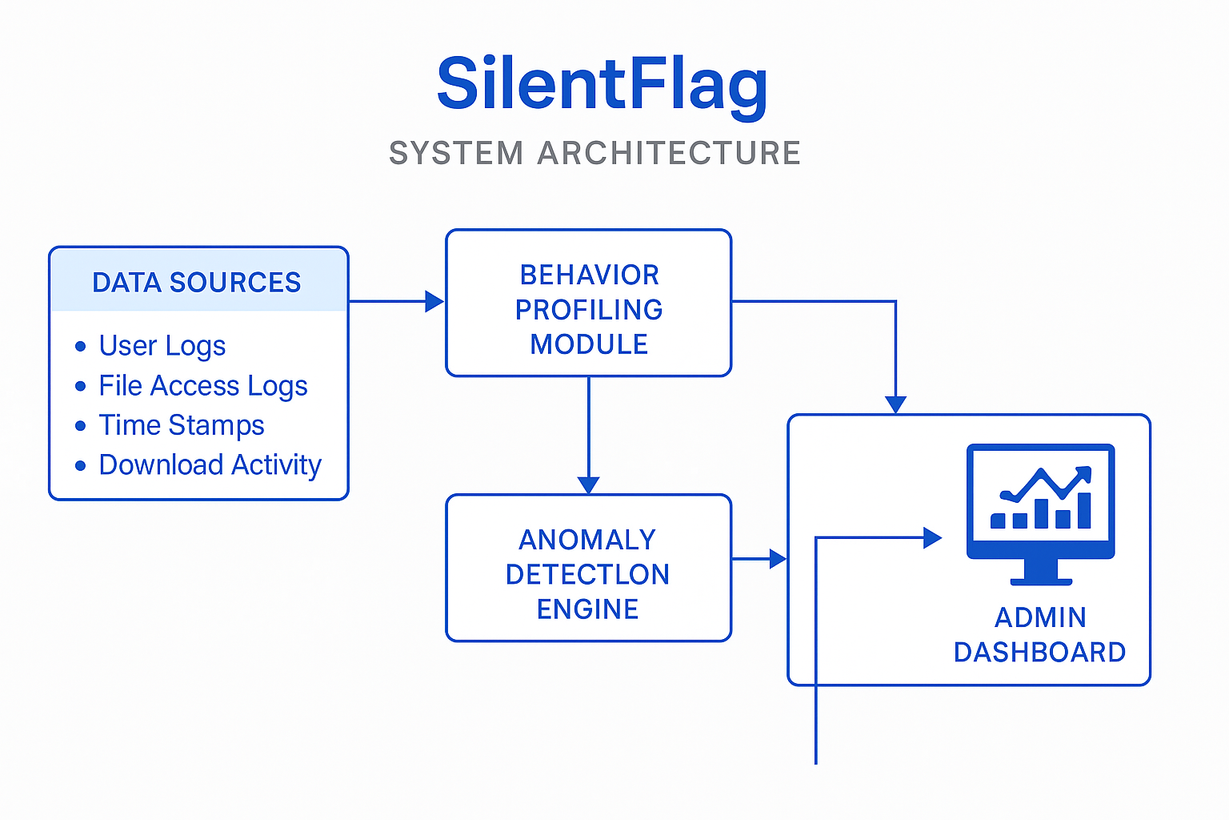 SilentFlag
SYSTEM ARCHITECTURE
DATA SOURCES
• User Logs
• File Access Logs
• Time Stamps
• Download Activity
BEHAVIOR
PROFILING
MODULE
ANOMALY
DETECTLON
ENGINE
ADMIN
DASHBOARD